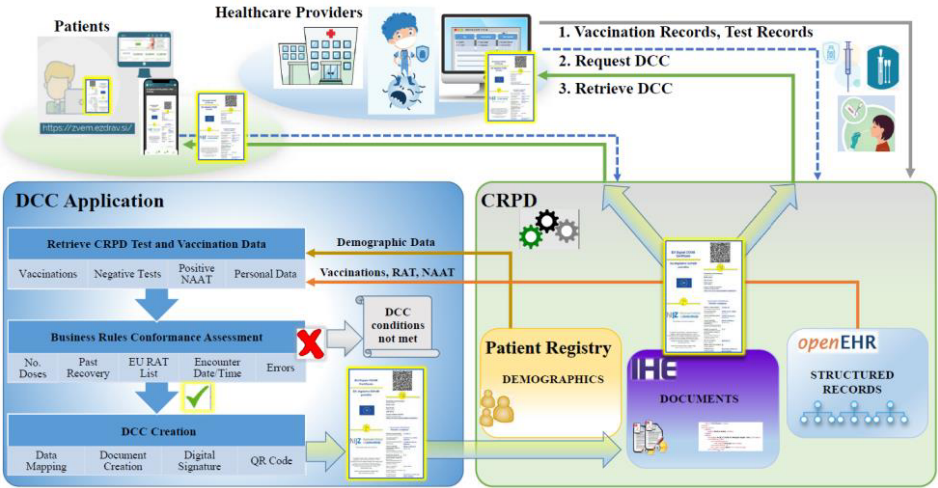 Patients
Healthcare Providers
https://zvem.ezdrav.si/
1. Vaccination Records, Test Records
2. Request DCC
3. Retrieve DCC
DCC Application
Retrieve CRPD Test and Vaccination Data
Vaccinations
Negative Tests
Positive
NAAT
Personal Data
Business Rules Conformance Assessment
No.
Doses
Past
Recovery
EU RAT
List
Encounter
Date/Time
Errors
DCC Creation
Data
Mapping
Document
Creation
Digital
Signature
QR Code
DCC
conditions
not met
Demographic Data
Vaccinations, RAT, NAAT
CRPD
Patient Registry
DEMOGRAPHICS
IHE
DOCUMENTS
openEHR
STRUCTURED
RECORDS
NIJZ